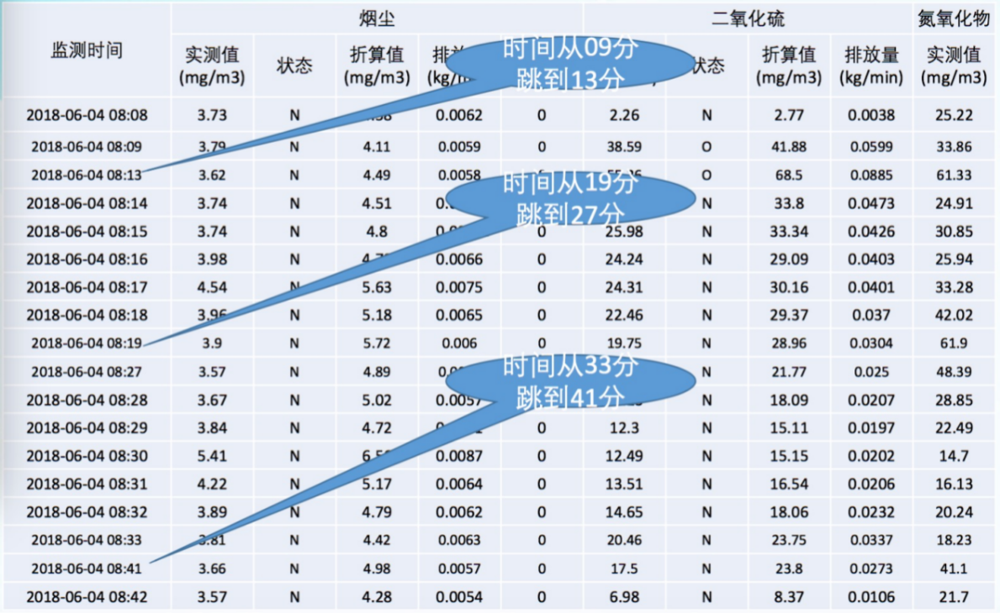 监测时间 烟尘 二氧化硫 氮氧化物
实测值 (mg/m3) 状态 折算值 (mg/m3) 状态 折算值 (mg/m3) 排放量 (kg/min) 实测值 (mg/m3)
时间从09分
跳到13分
2018-06-04 08:08 3.73 N 0.0062 0 2.26 N 2.77 0.0038 25.22
2018-06-04 08:09 3.79 N 4.11 0.0059 0 38.59 O 41.88 0.0599 33.86
2018-06-04 08:13 3.62 N 4.49 0.0058 O 68.5 0.0885 61.33
时间从19分
跳到27分
2018-06-04 08:14 3.74 N 4.51 N 33.8 0.0473 24.91
2018-06-04 08:15 3.74 N 4.8 0 25.98 N 33.34 0.0426 30.85
2018-06-04 08:16 3.98 N 0.0066 0 24.24 N 29.09 0.0403 25.94
2018-06-04 08:17 4.54 N 5.63 0.0075 0 24.31 N 30.16 0.0401 33.28
2018-06-04 08:18 3.96 N 5.18 0.0065 0 22.46 N 29.37 0.037 42.02
2018-06-04 08:19 3.9 N 5.72 0.006 0 19.75 N 28.96 0.0304 61.9
时间从33分
跳到41分
2018-06-04 08:27 3.57 N 4.89 N 21.77 0.025 48.39
2018-06-04 08:28 3.67 N 5.02 0.0057 N 18.09 0.0207 28.85
2018-06-04 08:29 3.84 N 4.72 0 12.3 N 15.11 0.0197 22.49
2018-06-04 08:30 5.41 N 0.0087 0 12.49 N 15.15 0.0202 14.7
2018-06-04 08:31 4.22 N 5.17 0.0064 0 13.51 N 16.54 0.0206 16.13
2018-06-04 08:32 3.89 N 4.79 0.0062 0 14.65 N 18.06 0.0232 20.24
2018-06-04 08:33 3.81 N 4.42 0.0063 0 20.46 N 23.75 0.0337 18.23
2018-06-04 08:41 3.66 N 4.98 0.0057 0 17.5 N 23.8 0.0273 41.1
2018-06-04 08:42 3.57 N 4.28 0.0054 0 6.98 N 8.37 0.0106 21.7